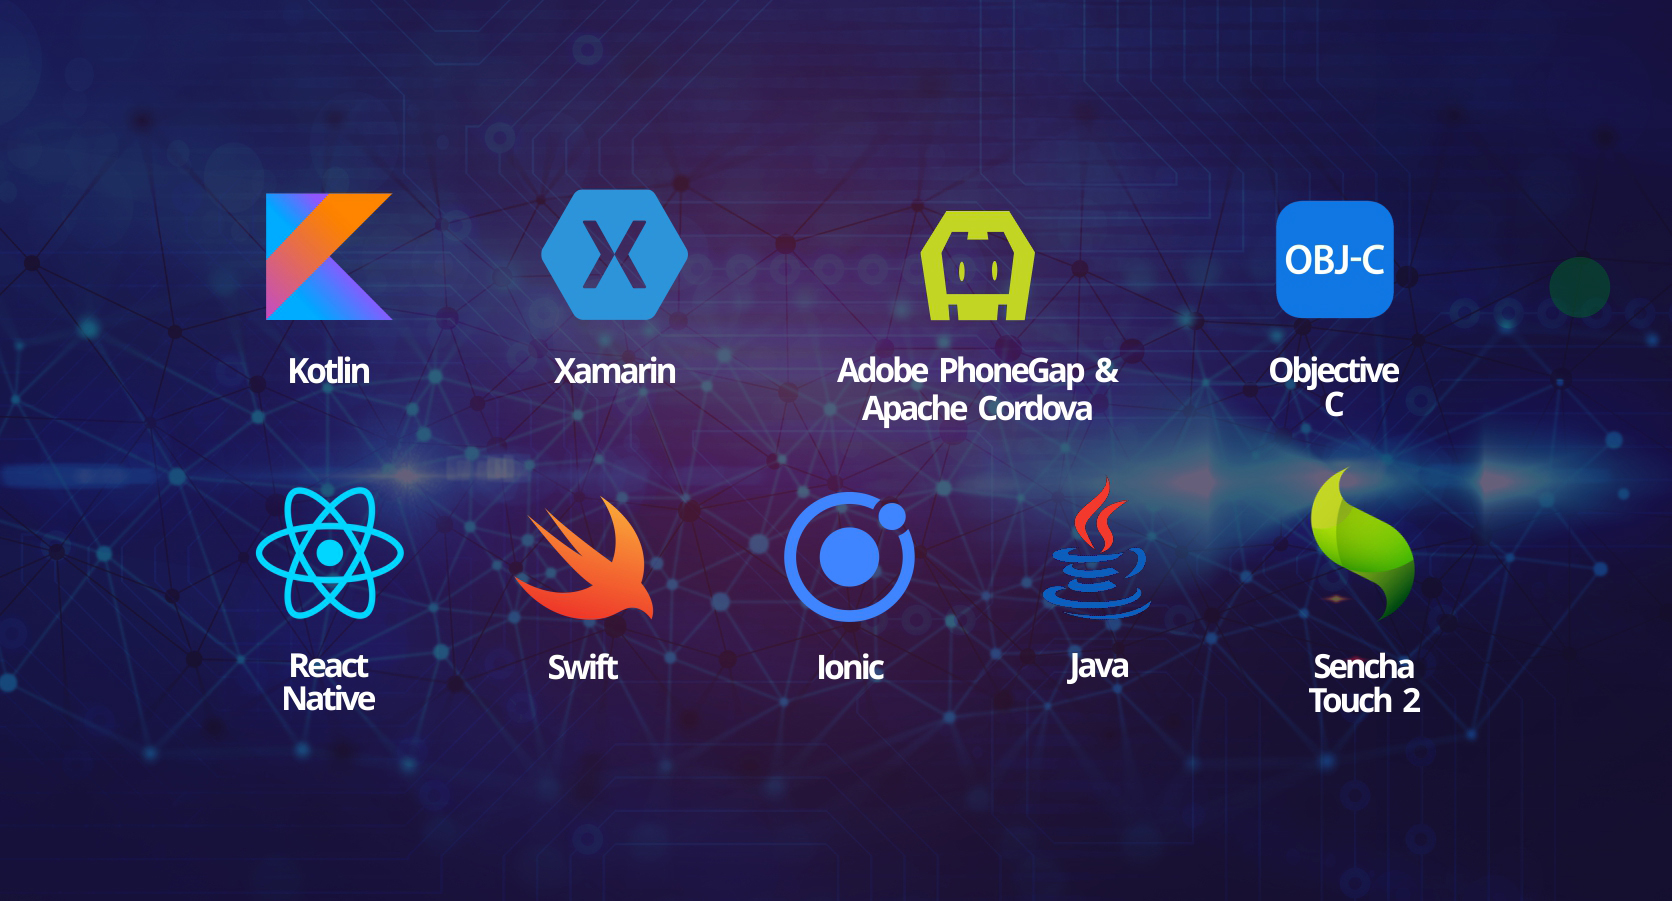 OBJ-C
Kotlin
Xamarin
Adobe PhoneGap &
Apache Cordova
Objective
C
React
Native
Swift
Ionic
Java
Sencha
Touch 2